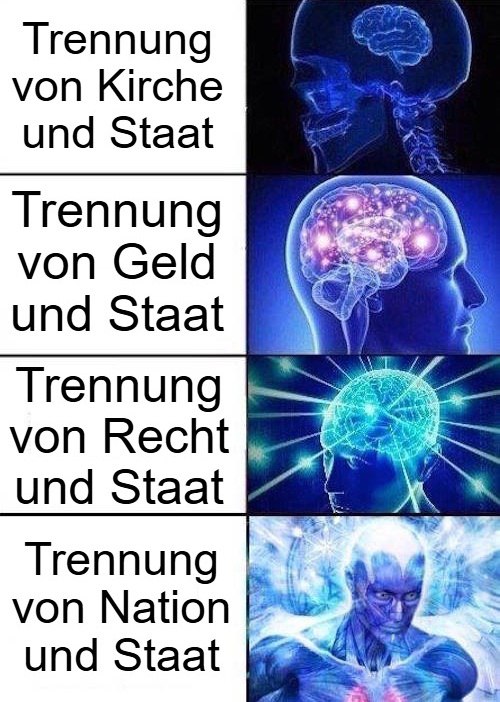 Trennung
von Kirche
und Staat
Trennung
von Geld
und Staat
Trennung
von Recht
und Staat
Trennung
von Nation
und Staat